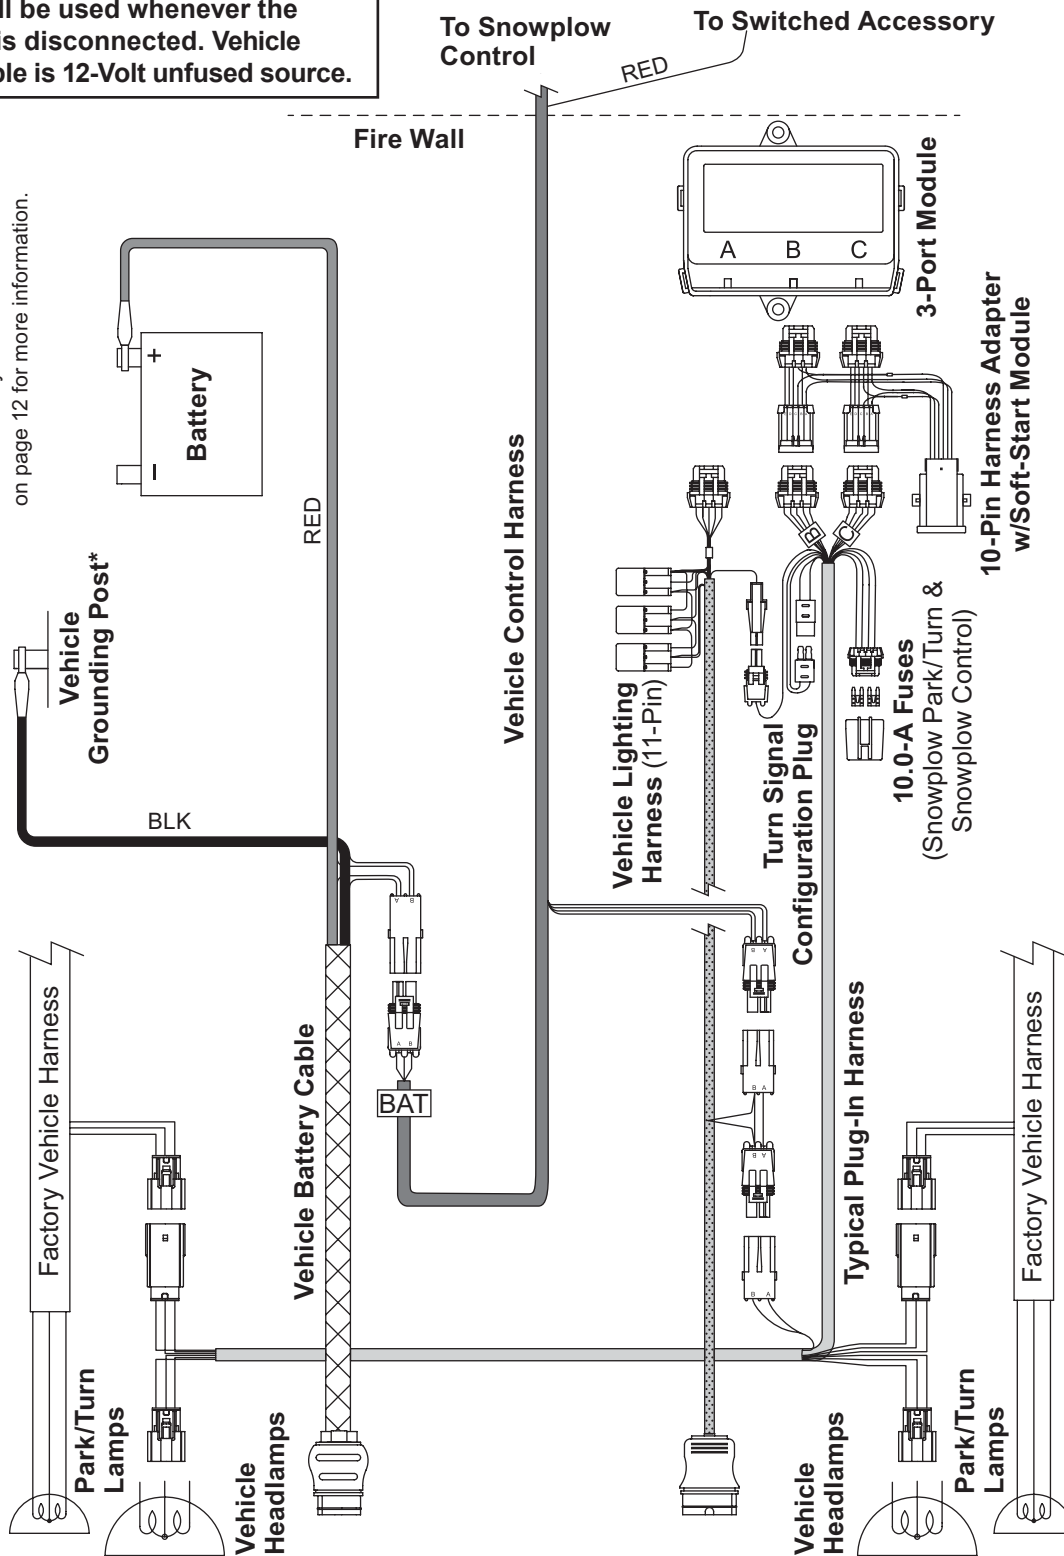 ll be used whenever the
is disconnected. Vehicle
ble is 12-Volt unfused source.
on page 12 for more information.
To Snowplow
Control
To Switched Accessory
RED
Fire Wall
A B C
3-Port Module
10-Pin Harness Adapter
w/Soft-Start Module
+
-
Battery
RED
Vehicle
Grounding Post*
BLK
Vehicle Control Harness
Vehicle Lighting
Harness (11-Pin)
B
C
Turn Signal
Configuration Plug
10.0-A Fuses
(Snowplow Park/Turn &
Snowplow Control)
A B
A B
BAT
B A
B A
B A
B A
Vehicle Battery Cable
Typical Plug-In Harness
Factory Vehicle Harness
Factory Vehicle Harness
Park/Turn
Lamps
Vehicle
Headlamps
Vehicle
Headlamps
Park/Turn
Lamps